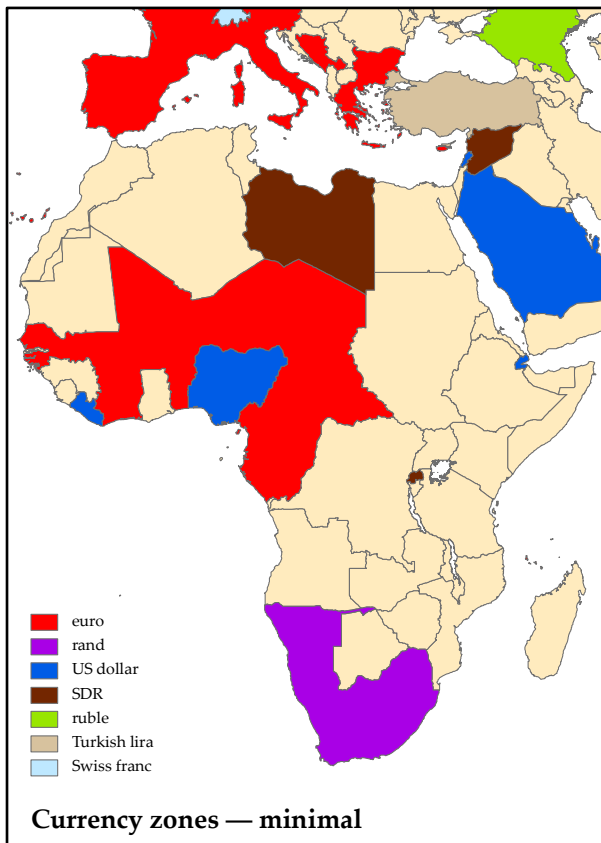 euro
rand
US dollar
SDR
ruble
Turkish lira
Swiss franc
Currency zones — minimal